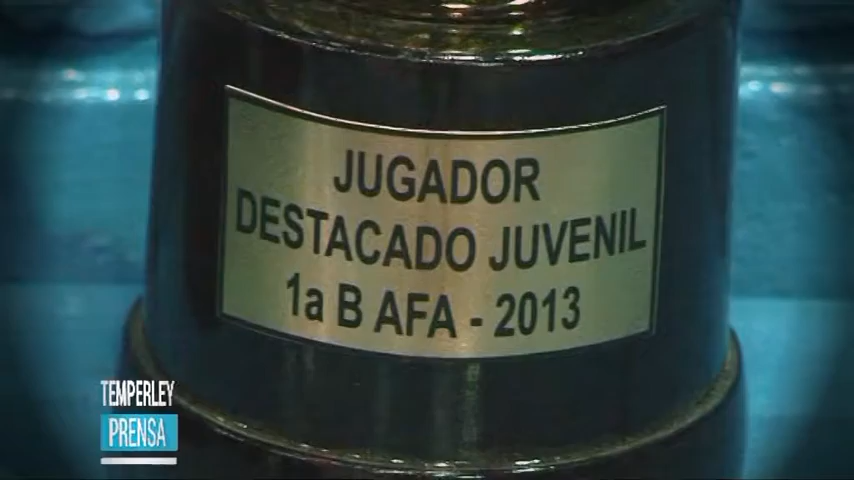 JUGADOR
DESTACADO JUVENIL
1a B AFA - 2013
TEMPERLEY
PRENSA